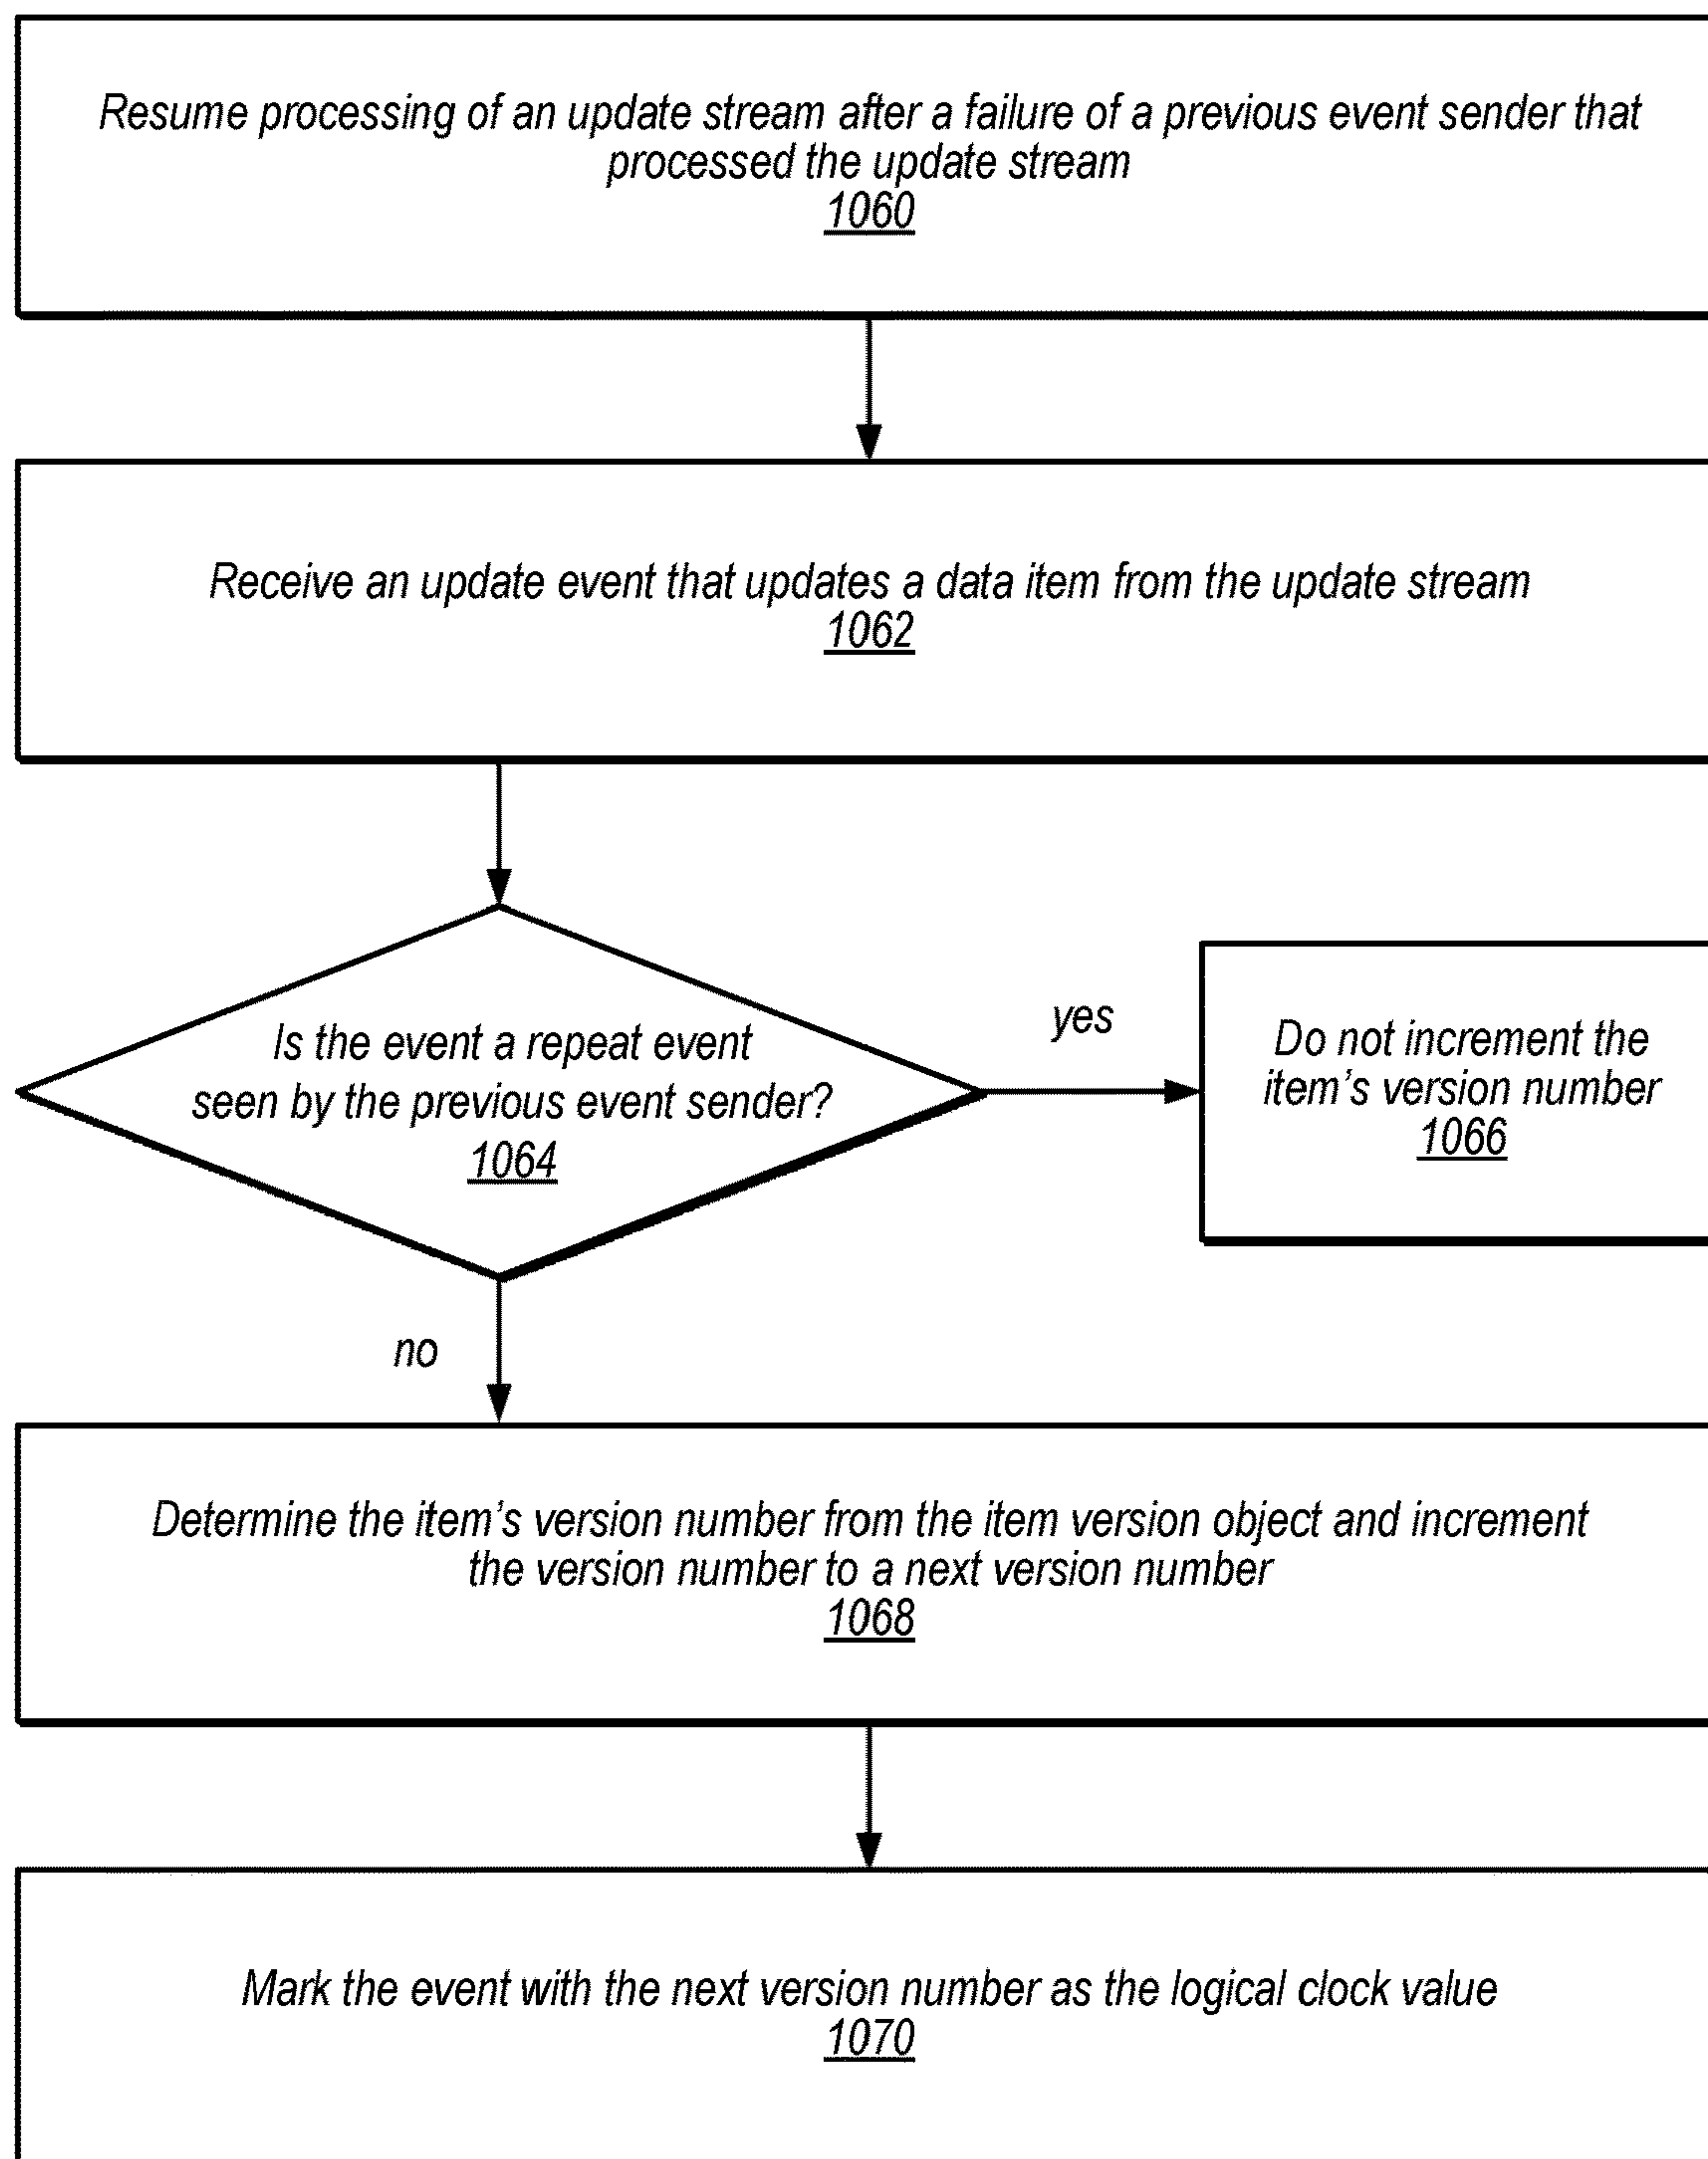 Resume processing of an update stream after a failure of a previous event sender that
processed the update stream
1060
Receive an update event that updates a data item from the update stream
1062
Is the event a repeat event
seen by the previous event sender?
1064
yes
Do not increment the
item's version number
1066
no
Determine the item's version number from the item version object and increment
the version number to a next version number
1068
Mark the event with the next version number as the logical clock value
1070